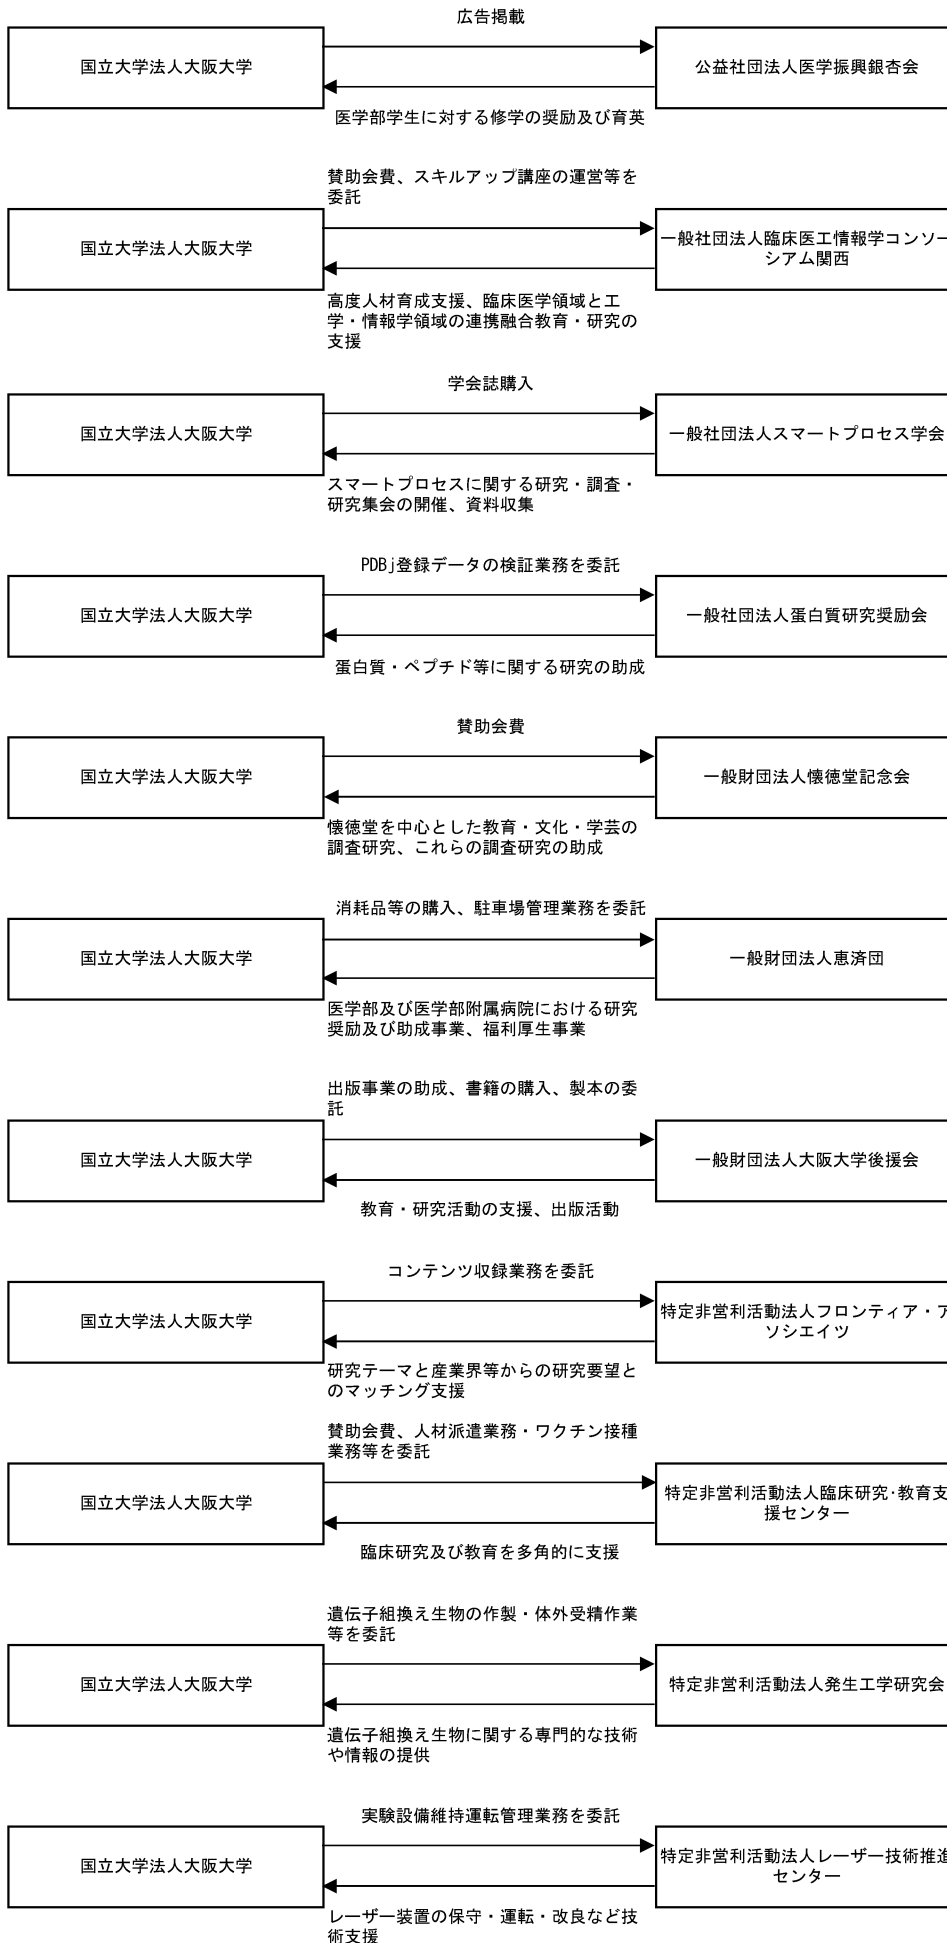 広告掲載
国立大学法人大阪大学
公益社団法人医学振興銀杏会
医学部学生に対する修学の奨励及び育英
賛助会費、スキルアップ講座の運営等を
委託
国立大学法人大阪大学
一般社団法人臨床医工情報学コンソー
シアム関西
高度人材育成支援、臨床医学領域と工
学・情報学領域の連携融合教育・研究の
支援
学会誌購入
国立大学法人大阪大学
一般社団法人スマートプロセス学会
スマートプロセスに関する研究・調査・
研究集会の開催、資料収集
PDBj登録データの検証業務を委託
国立大学法人大阪大学
一般社団法人蛋白質研究奨励会
蛋白質・ペプチド等に関する研究の助成
賛助会費
国立大学法人大阪大学
一般財団法人懐徳堂記念会
懐徳堂を中心とした教育・文化・学芸の
調査研究、これらの調査研究の助成
消耗品等の購入、駐車場管理業務を委託
国立大学法人大阪大学
一般財団法人恵済団
医学部及び医学部附属病院における研究
奨励及び助成事業、福利厚生事業
出版事業の助成、書籍の購入、製本の委
託
国立大学法人大阪大学
一般財団法人大阪大学後援会
教育・研究活動の支援、出版活動
コンテンツ収録業務を委託
国立大学法人大阪大学
特定非営利活動法人フロンティア・ア
ソシエイツ
研究テーマと産業界等からの研究要望と
のマッチング支援
賛助会費、人材派遣業務・ワクチン接種
業務等を委託
国立大学法人大阪大学
特定非営利活動法人臨床研究･教育支
援センター
臨床研究及び教育を多角的に支援
遺伝子組換え生物の作製・体外受精作業
等を委託
国立大学法人大阪大学
特定非営利活動法人発生工学研究会
遺伝子組換え生物に関する専門的な技術
や情報の提供
実験設備維持運転管理業務を委託
国立大学法人大阪大学
特定非営利活動法人レーザー技術推進
センター
レーザー装置の保守・運転・改良など技
術支援